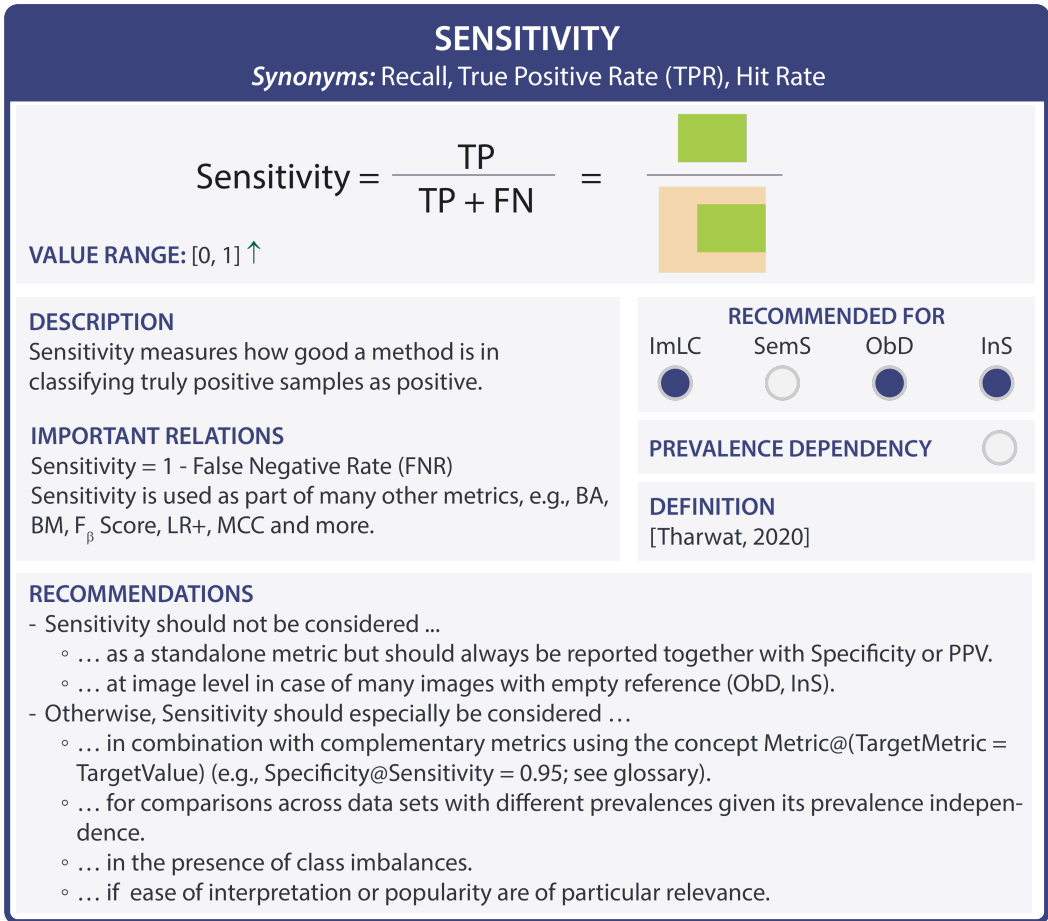 SENSITIVITY
Synonyms: Recall, True Positive Rate (TPR), Hit Rate
Sensitivity = TP / TP + FN =
VALUE RANGE: [0, 1] ↑
DESCRIPTION
Sensitivity measures how good a method is in
classifying truly positive samples as positive.
IMPORTANT RELATIONS
Sensitivity = 1 - False Negative Rate (FNR)
Sensitivity is used as part of many other metrics, e.g., BA,
BM, Fβ Score, LR+, MCC and more.
RECOMMENDED FOR
ImLC SemS ObD InS
PREVALENCE DEPENDENCY
DEFINITION
[Tharwat, 2020]
RECOMMENDATIONS
- Sensitivity should not be considered ...
◦ … as a standalone metric but should always be reported together with Specificity or PPV.
◦ … at image level in case of many images with empty reference (ObD, InS).
- Otherwise, Sensitivity should especially be considered …
◦ … in combination with complementary metrics using the concept Metric@(TargetMetric =
TargetValue) (e.g., Specificity@Sensitivity = 0.95; see glossary).
◦ … for comparisons across data sets with different prevalences given its prevalence indepen-
dence.
◦ … in the presence of class imbalances.
◦ … if ease of interpretation or popularity are of particular relevance.